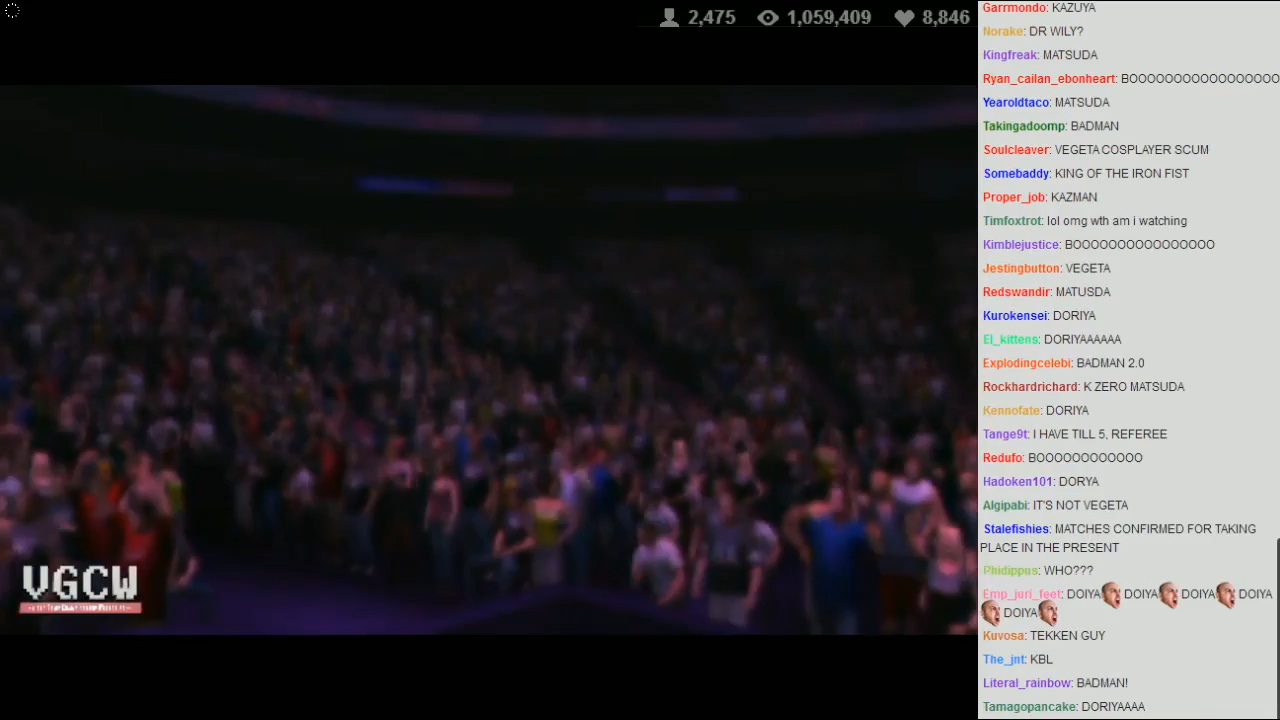 2,475 1,059,409 8,846
Garrmondo: KAZUYA
Norake: DR WILY?
Kingfreak: MATSUDA
Ryan_cailan_ebonheart: BOOOOOOOOOOOOOOOOO
Yearoldtaco: MATSUDA
Takingadoomp: BADMAN
Soulcleaver: VEGETA COSPLAYER SCUM
Somebaddy: KING OF THE IRON FIST
Proper_job: KAZMAN
Timfoxtrot: lol omg wth am i watching
Kimblejustice: BOOOOOOOOOOOOOOOO
Jestingbutton: VEGETA
Redswandir: MATUSDA
Kurokensei: DORIYA
El_kittens: DORIYAAAAAA
Explodingcelebi: BADMAN 2.0
Rockhardrichard: K ZERO MATSUDA
Kennofate: DORIYA
Tange9t: I HAVE TILL 5, REFEREE
Redufo: BOOOOOOOOOOOO
Hadoken101: DORYA
Algipabi: IT'S NOT VEGETA
Stalefishies: MATCHES CONFIRMED FOR TAKING
PLACE IN THE PRESENT
Phidippus: WHO???
Emp_juri_feet: DOIYA DOIYA DOIYA DOIYA
DOIYA
Kuvosa: TEKKEN GUY
The_jnt: KBL
Literal_rainbow: BADMAN!
Tamagopancake: DORIYAAAA
VGCW